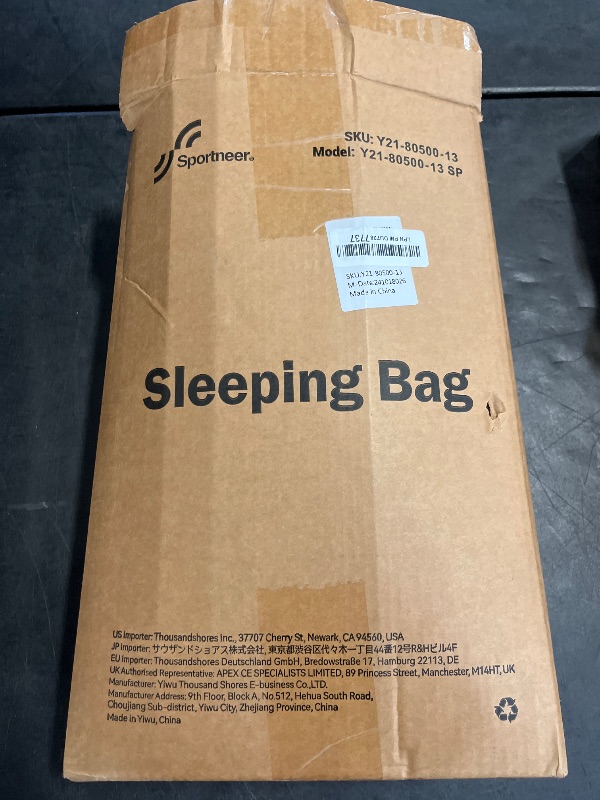 Sportneer®
SKU: Y21-80500-13
Model: Y21-80500-13 SP
SKU:Y21-80500-13
Made in China
Sleeping Bag
US Importer: Thousandshores Inc., 37707 Cherry St, Newark, CA 94560, USA
JP Importer: サウザンドショアス株式会社, 東京都渋谷区代々木一丁目44番12号R&Hビル4F
EU Importer: Thousandshores Deutschland GmbH, Bredowstraße 17, Hamburg 22113, DE
UK Authorised Representative: APEX CE SPECIALISTS LIMITED, 89 Princess Street, Manchester, M14HT, UK
Manufacturer: Yiwu Thousand Shores E-business Co.,LTD.
Manufacturer Address: 9th Floor, Block A, No.512, Hehua South Road,
Choujiang Sub-district, Yiwu City, Zhejiang Province, China
Made in Yiwu, China